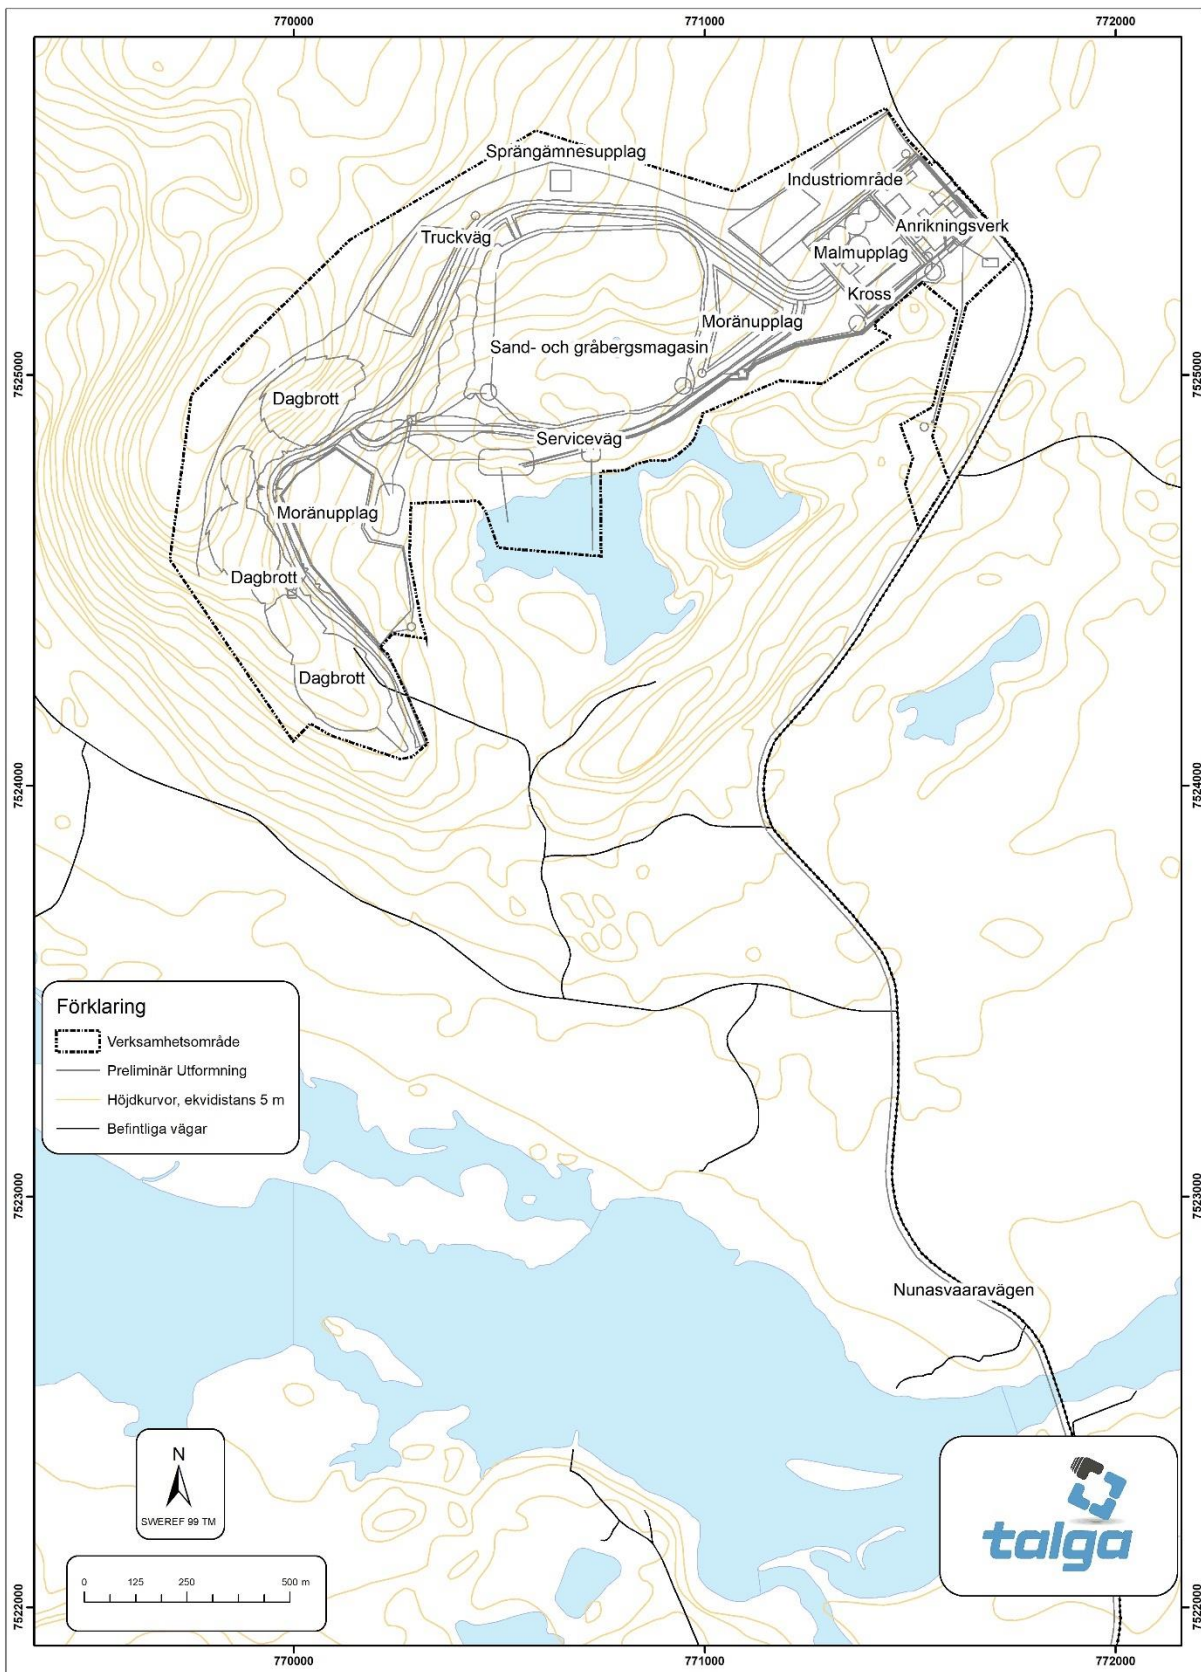 770000 771000 772000
Sprängämnesupplag
Industriområde
Anrikningsverk
Truckväg
Malmupplag
Kross
Moränupplag
Sand- och gråbergsmagasin
7525000 7525000
Dagbrott
Serviceväg
Moränupplag
Dagbrott
Dagbrott
7524000 7524000
Förklaring
Verksamhetsområde
Preliminär Utformning
Höjdkurvor, ekvidistans 5 m
Befintliga vägar
7523000 7523000
Nunasvaaravägen
N
SWEREF 99 TM
talga
0 125 250 500 m
7522000 7522000
770000 771000 772000